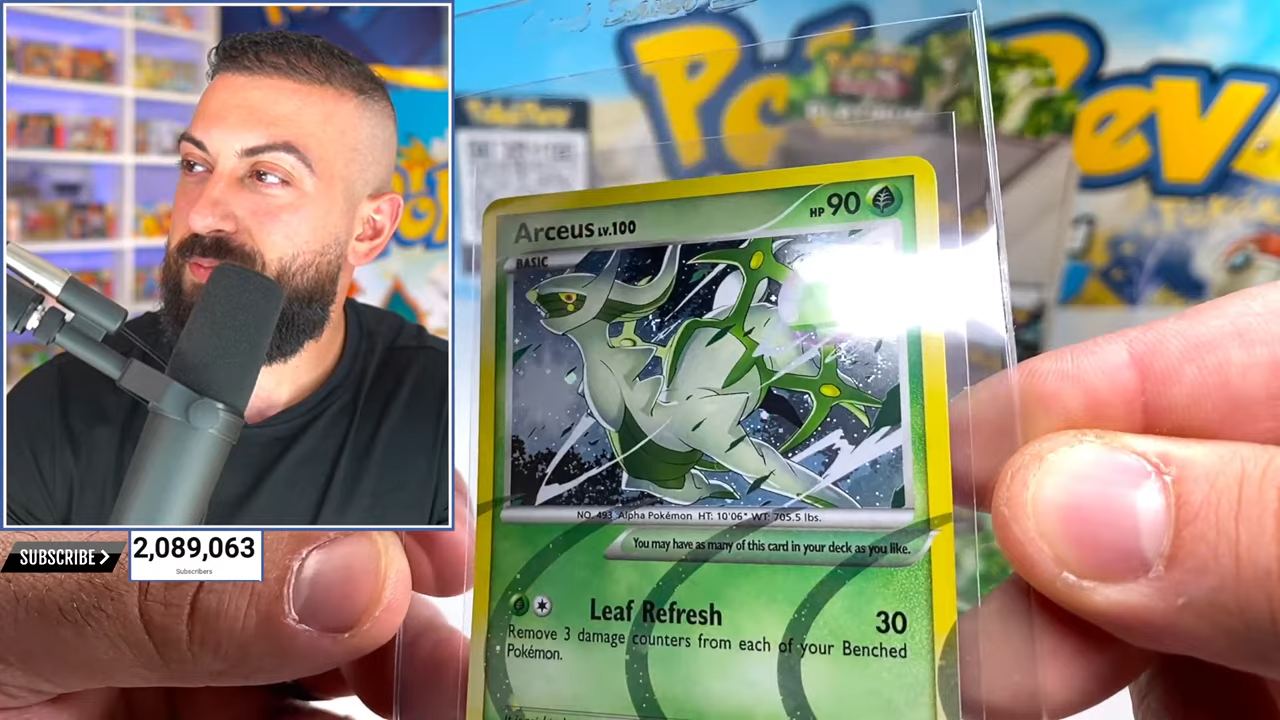 PokéRev
Arceus LV.100
HP 90
BASIC
NO. 493 Alpha Pokémon HT: 10'06" WT: 705.5 lbs.
You may have as many of this card in your deck as you like.
Leaf Refresh 30
Remove 3 damage counters from each of your Benched
Pokémon.
SUBSCRIBE
2,089,063
Subscribers